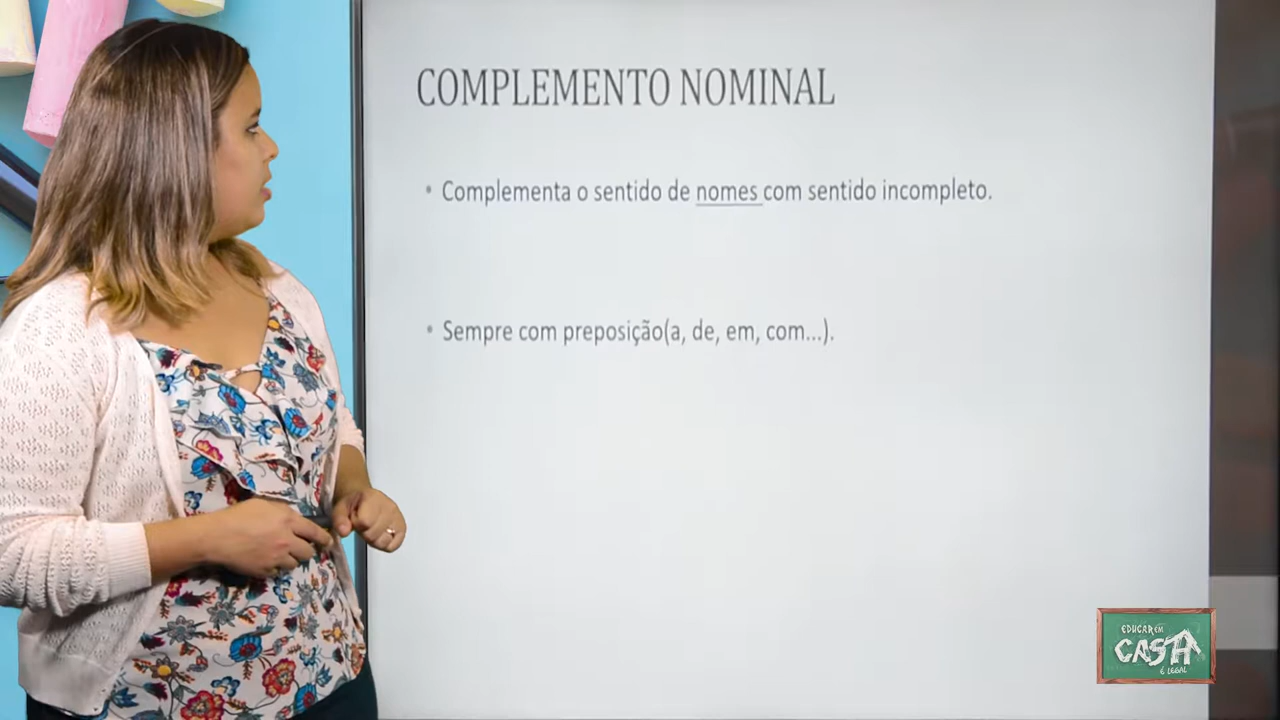 COMPLEMENTO NOMINAL
• Complementa o sentido de nomes com sentido incompleto.
• Sempre com preposição(a, de, em, com...).
EDUCAR EM
CASA
É LEGAL